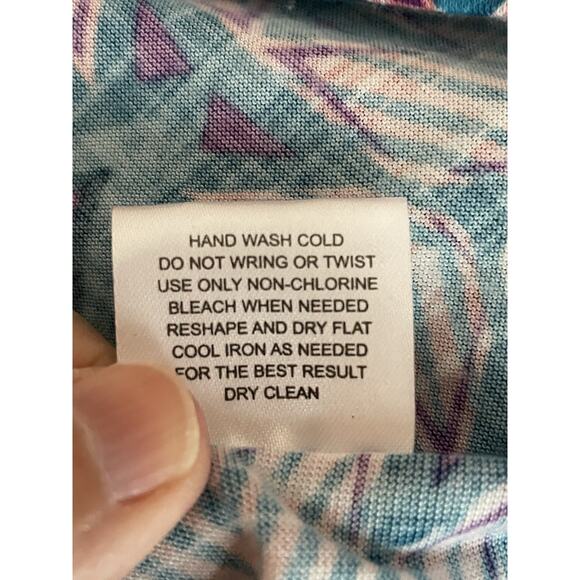 HAND WASH COLD
DO NOT WRING OR TWIST
USE ONLY NON-CHLORINE
BLEACH WHEN NEEDED
RESHAPE AND DRY FLAT
COOL IRON AS NEEDED
FOR THE BEST RESULT
DRY CLEAN